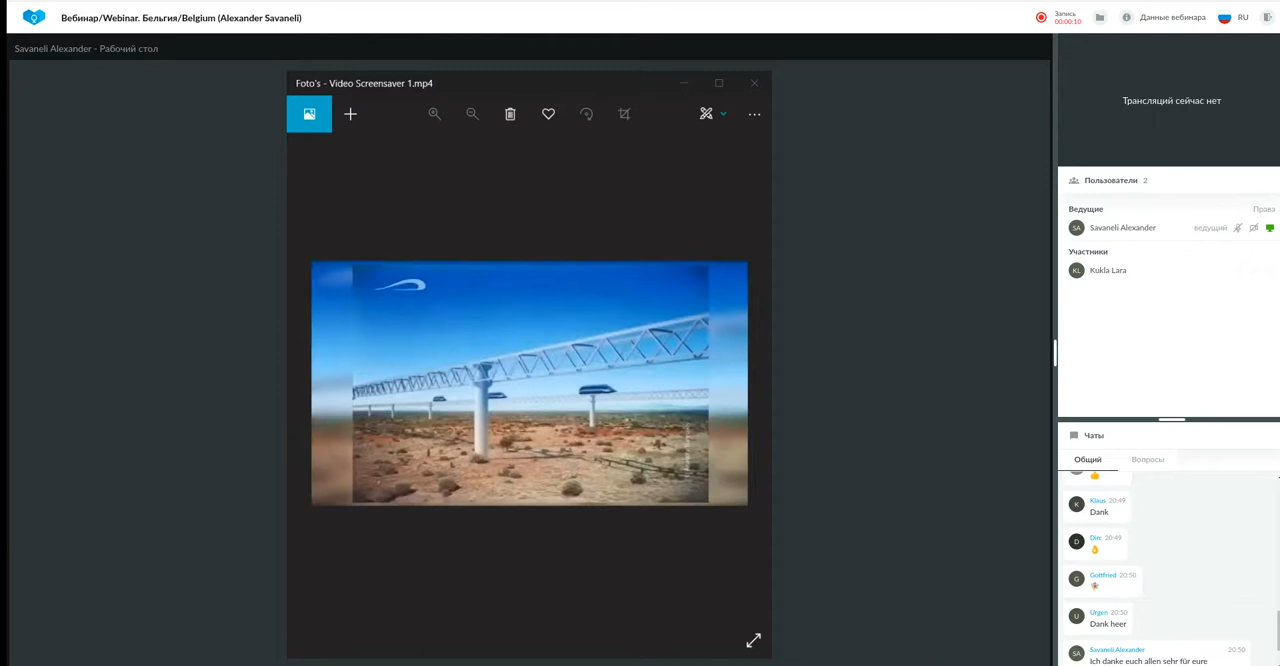 Вебинар/Webinar. Бельгия/Belgium (Alexander Savaneli)
Запись
00:00:10
Данные вебинара
RU
Savaneli Alexander - Рабочий стол
Foto's - Video Screensaver 1.mp4
Трансляций сейчас нет
Пользователи 2
Ведущие
Права
SA Savaneli Alexander ведущий
Участники
KL Kukla Lara
Чаты
Общий
Вопросы
K Klaus 20:49
Dank
D Dirc 20:49
G Gottfried 20:50
U Urgen 20:50
Dank heer
SA Savaneli Alexander 20:50
Ich danke euch allen sehr für eure